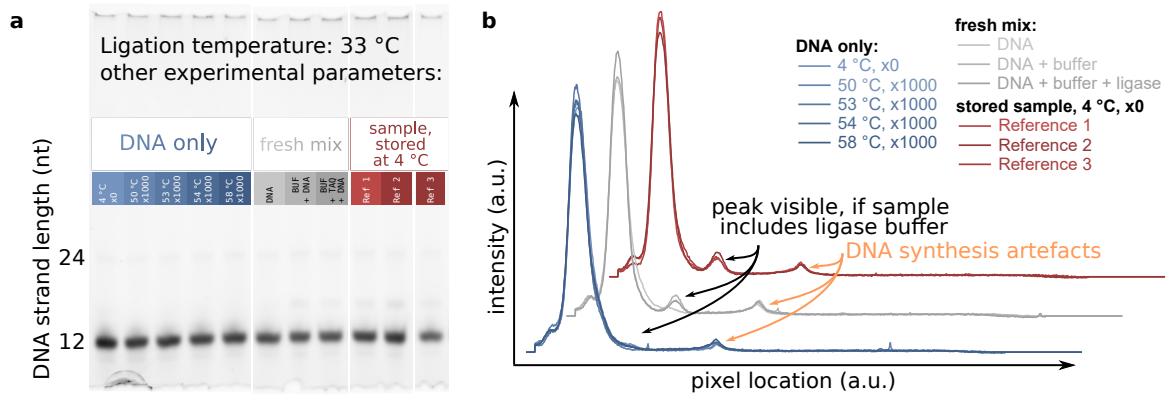 a
Ligation temperature: 33 °C
other experimental parameters:
DNA only
fresh mix
sample,
stored
at 4 °C
4 °C
x0
50 °C
x1000
53 °C
x1000
54 °C
x1000
58 °C
x1000
DNA
BUF
+ DNA
BUF
+ TAQ
+ DNA
Ref 1
Ref 2
Ref 3
DNA strand length (nt)
24
12
b
DNA only:
4 °C, x0
50 °C, x1000
53 °C, x1000
54 °C, x1000
58 °C, x1000
fresh mix:
DNA
DNA + buffer
DNA + buffer + ligase
stored sample, 4 °C, x0
Reference 1
Reference 2
Reference 3
peak visible, if sample
includes ligase buffer
DNA synthesis artefacts
intensity (a.u.)
pixel location (a.u.)